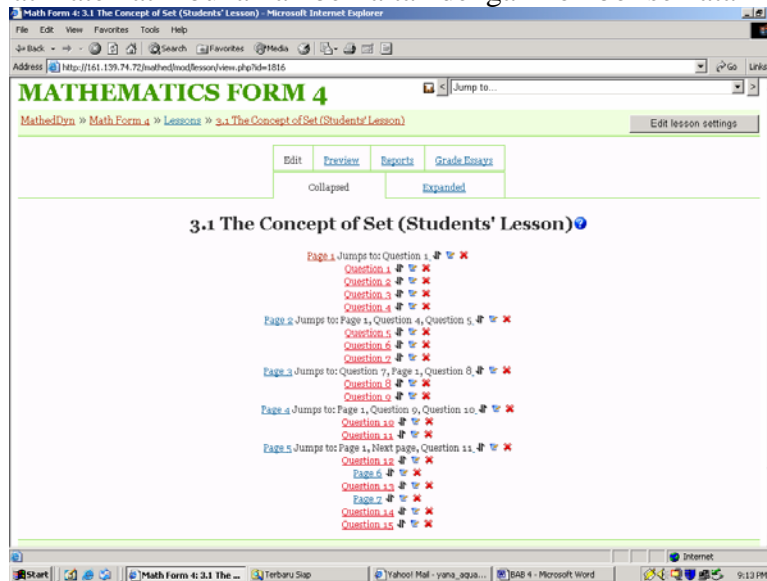 Math Form 4: 3.1 The Concept of Set (Students' Lesson) - Microsoft Internet Explorer
File Edit View Favorites Tools Help
Back Search Favorites Media
Address http://161.139.74.72/mathed/mod/lesson/view.php?id=1816 Go Links
MATHEMATICS FORM 4 < Jump to... >
MathedDyn » Math Form 4 » Lessons » 3.1 The Concept of Set (Students' Lesson) Edit lesson settings
Edit Preview Reports Grade Essays
Collapsed Expanded
3.1 The Concept of Set (Students' Lesson) ?
Page 1 Jumps to: Question 1,
Question 1
Question 2
Question 3
Question 4
Page 2 Jumps to: Page 1, Question 4, Question 5,
Question 5
Question 6
Question 7
Page 3 Jumps to: Question 7, Page 1, Question 8,
Question 8
Question 9
Page 4 Jumps to: Page 1, Question 9, Question 10,
Question 10
Question 11
Page 5 Jumps to: Page 1, Next page, Question 11,
Question 12
Page 6
Question 13
Page 7
Question 14
Question 15
Internet
Start Math Form 4: 3.1 The ... Terbaru Siap Yahoo! Mail - yana_aqua... BAB 4 - Microsoft Word 9:13 PM